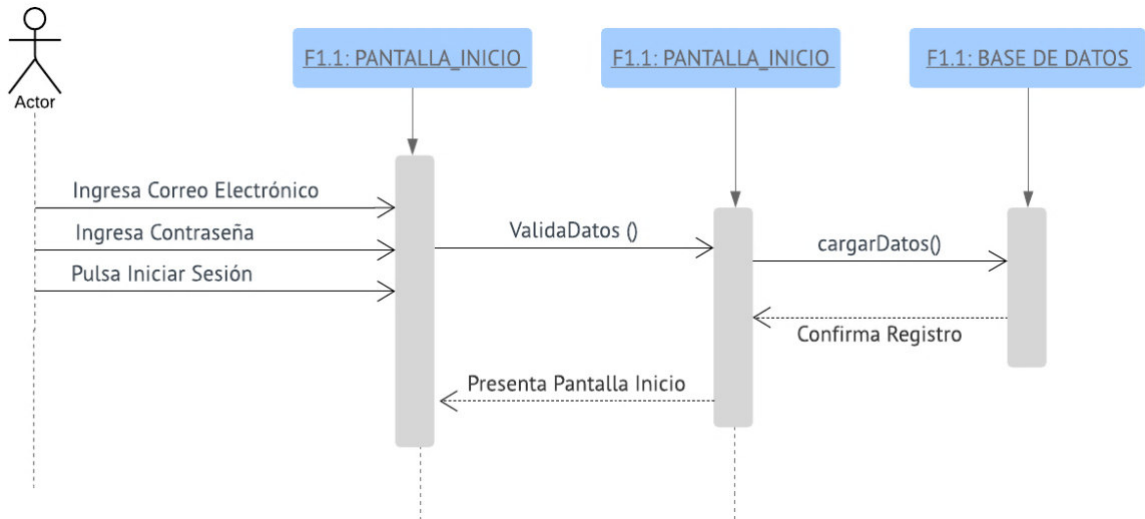 F1.1: PANTALLA_INICIO
F1.1: PANTALLA_INICIO
F1.1: BASE DE DATOS
Actor
Ingresa Correo Electrónico
Ingresa Contraseña
ValidaDatos ()
cargarDatos()
Pulsa Iniciar Sesión
Confirma Registro
Presenta Pantalla Inicio